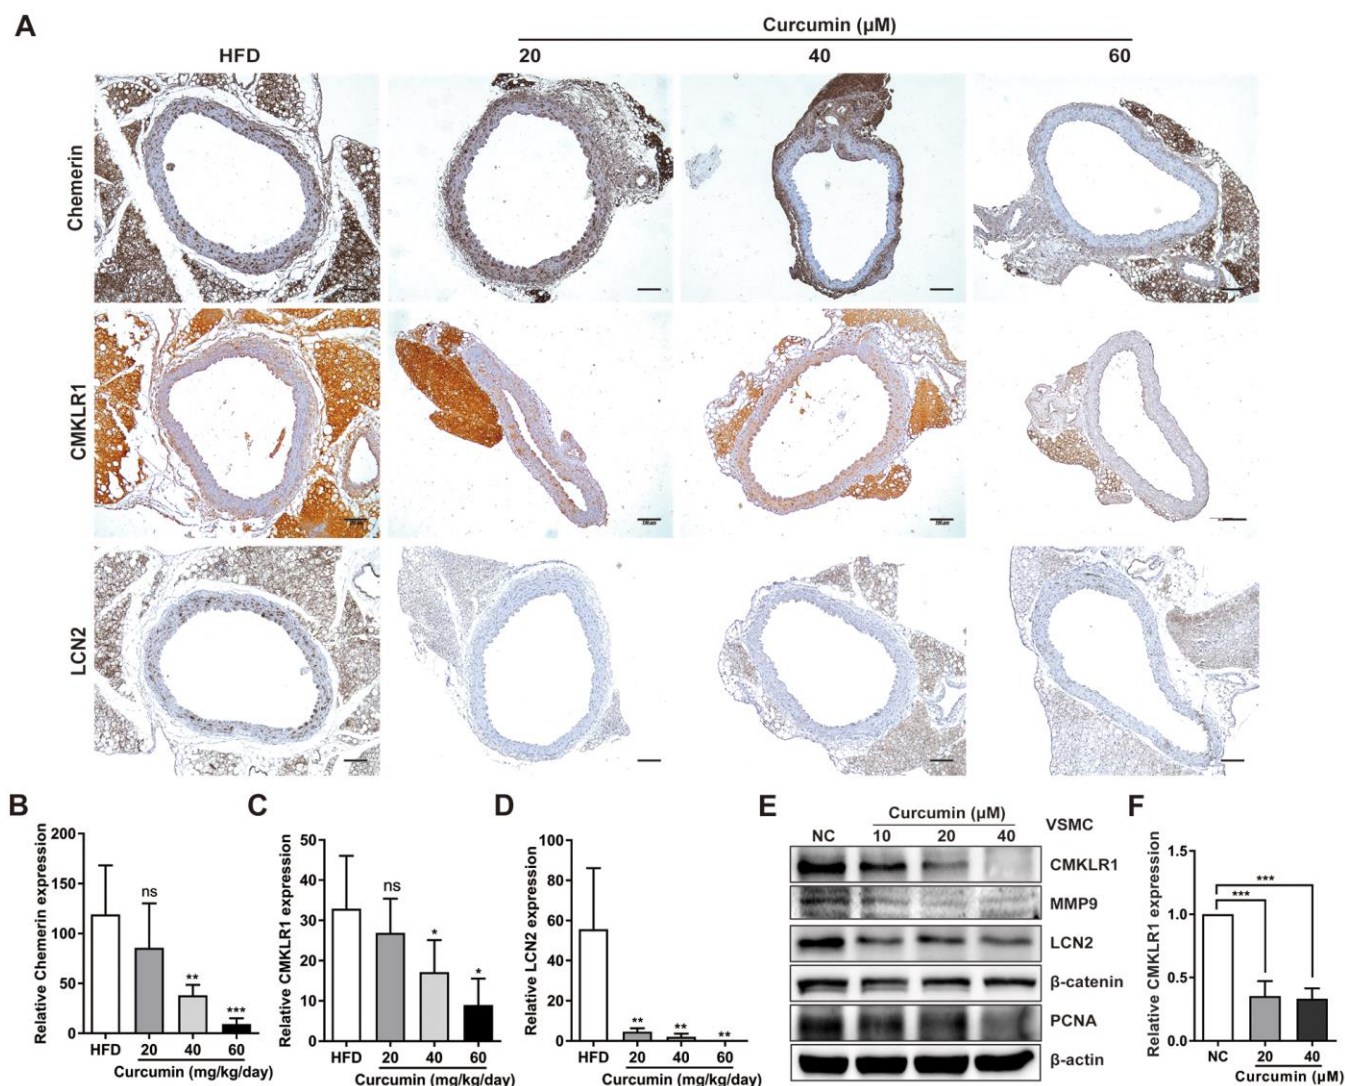 A
Curcumin (μM)
HFD
20
40
60
Chemerin
CMKLR1
LCN2
B
Relative Chemerin expression
200
150
100
50
0
ns
**
***
HFD
20
40
60
Curcumin (mg/kg/day)
C
Relative CMKLR1 expression
50
40
30
20
10
0
ns
*
*
HFD
20
40
60
Curcumin (mg/kg/day)
D
Relative LCN2 expression
100
80
60
40
20
0
**
**
**
HFD
20
40
60
Curcumin (mg/kg/day)
E
Curcumin (μM)
VSMC
NC
10
20
40
CMKLR1
MMP9
LCN2
β-catenin
PCNA
β-actin
F
Relative CMKLR1 expression
1.5
1.0
0.5
0.0
***
***
NC
20
40
Curcumin (μM)